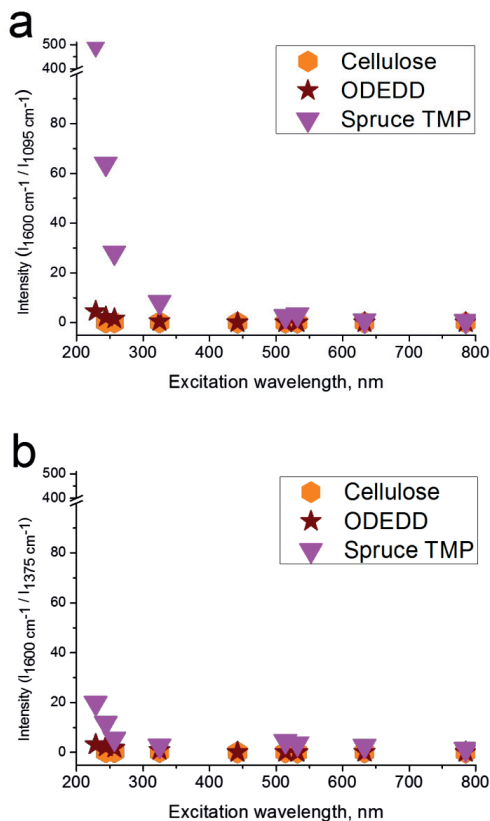 a
Intensity (I1600 cm-1 / I1095 cm-1)
500
400
80
60
40
20
0
Cellulose
ODEDD
Spruce TMP
200 300 400 500 600 700 800
Excitation wavelength, nm
b
Intensity (I1600 cm-1 / I1375 cm-1)
500
400
80
60
40
20
0
Cellulose
ODEDD
Spruce TMP
200 300 400 500 600 700 800
Excitation wavelength, nm